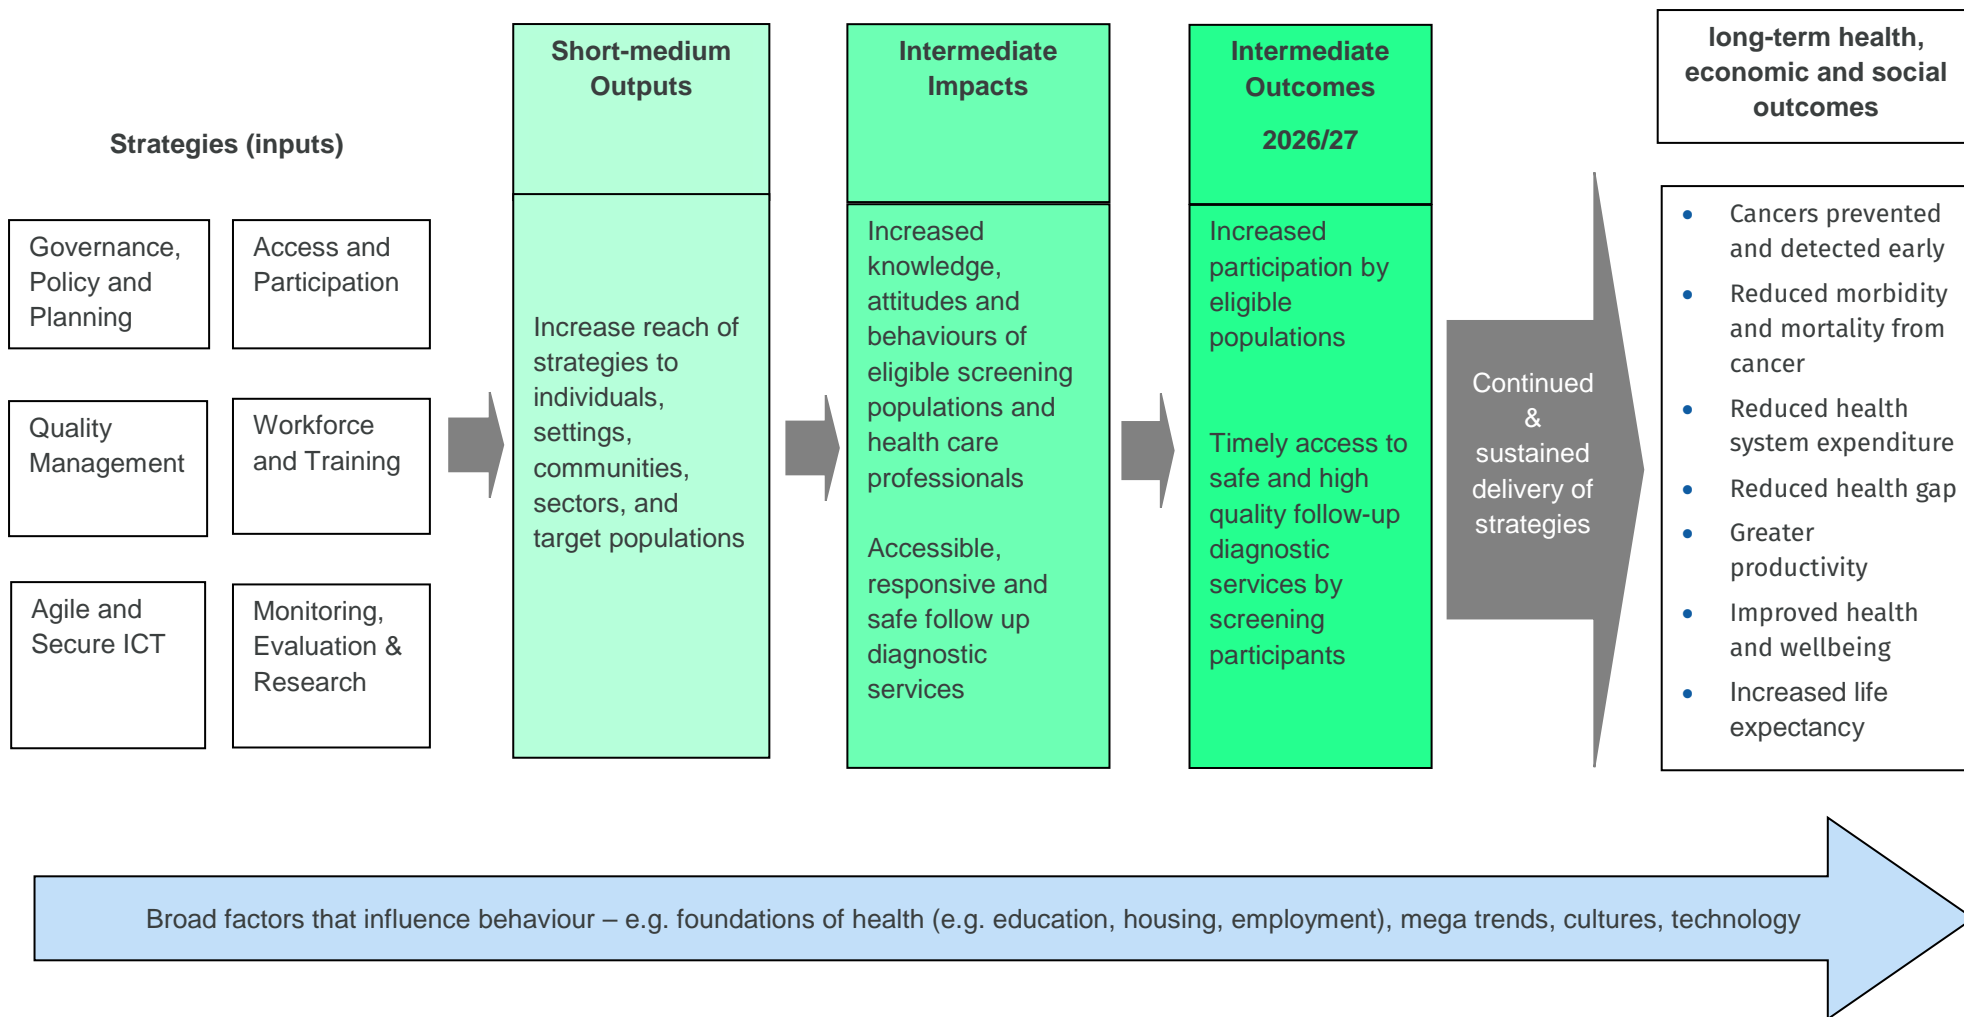 Strategies (inputs)
Governance,
Policy and
Planning
Access and
Participation
Quality
Management
Workforce
and Training
Agile and
Secure ICT
Monitoring,
Evaluation &
Research
Short-medium
Outputs
Increase reach of
strategies to
individuals,
settings,
communities,
sectors, and
target populations
Intermediate
Impacts
Increased
knowledge,
attitudes and
behaviours of
eligible screening
populations and
health care
professionals
Accessible,
responsive and
safe follow up
diagnostic
services
Intermediate
Outcomes
2026/27
Increased
participation by
eligible
populations
Timely access to
safe and high
quality follow-up
diagnostic
services by
screening
participants
Continued
&
sustained
delivery of
strategies
long-term health,
economic and social
outcomes
• Cancers prevented
and detected early
• Reduced morbidity
and mortality from
cancer
• Reduced health
system expenditure
• Reduced health gap
• Greater
productivity
• Improved health
and wellbeing
• Increased life
expectancy
Broad factors that influence behaviour – e.g. foundations of health (e.g. education, housing, employment), mega trends, cultures, technology